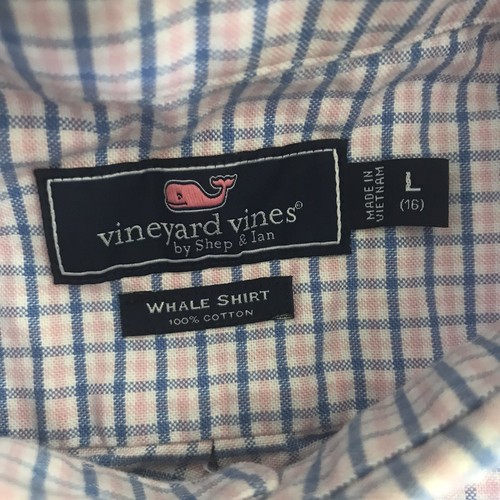 vineyard vines®
by Shep & Ian
MADE IN
VIETNAM
L
(16)
WHALE SHIRT
100% COTTON